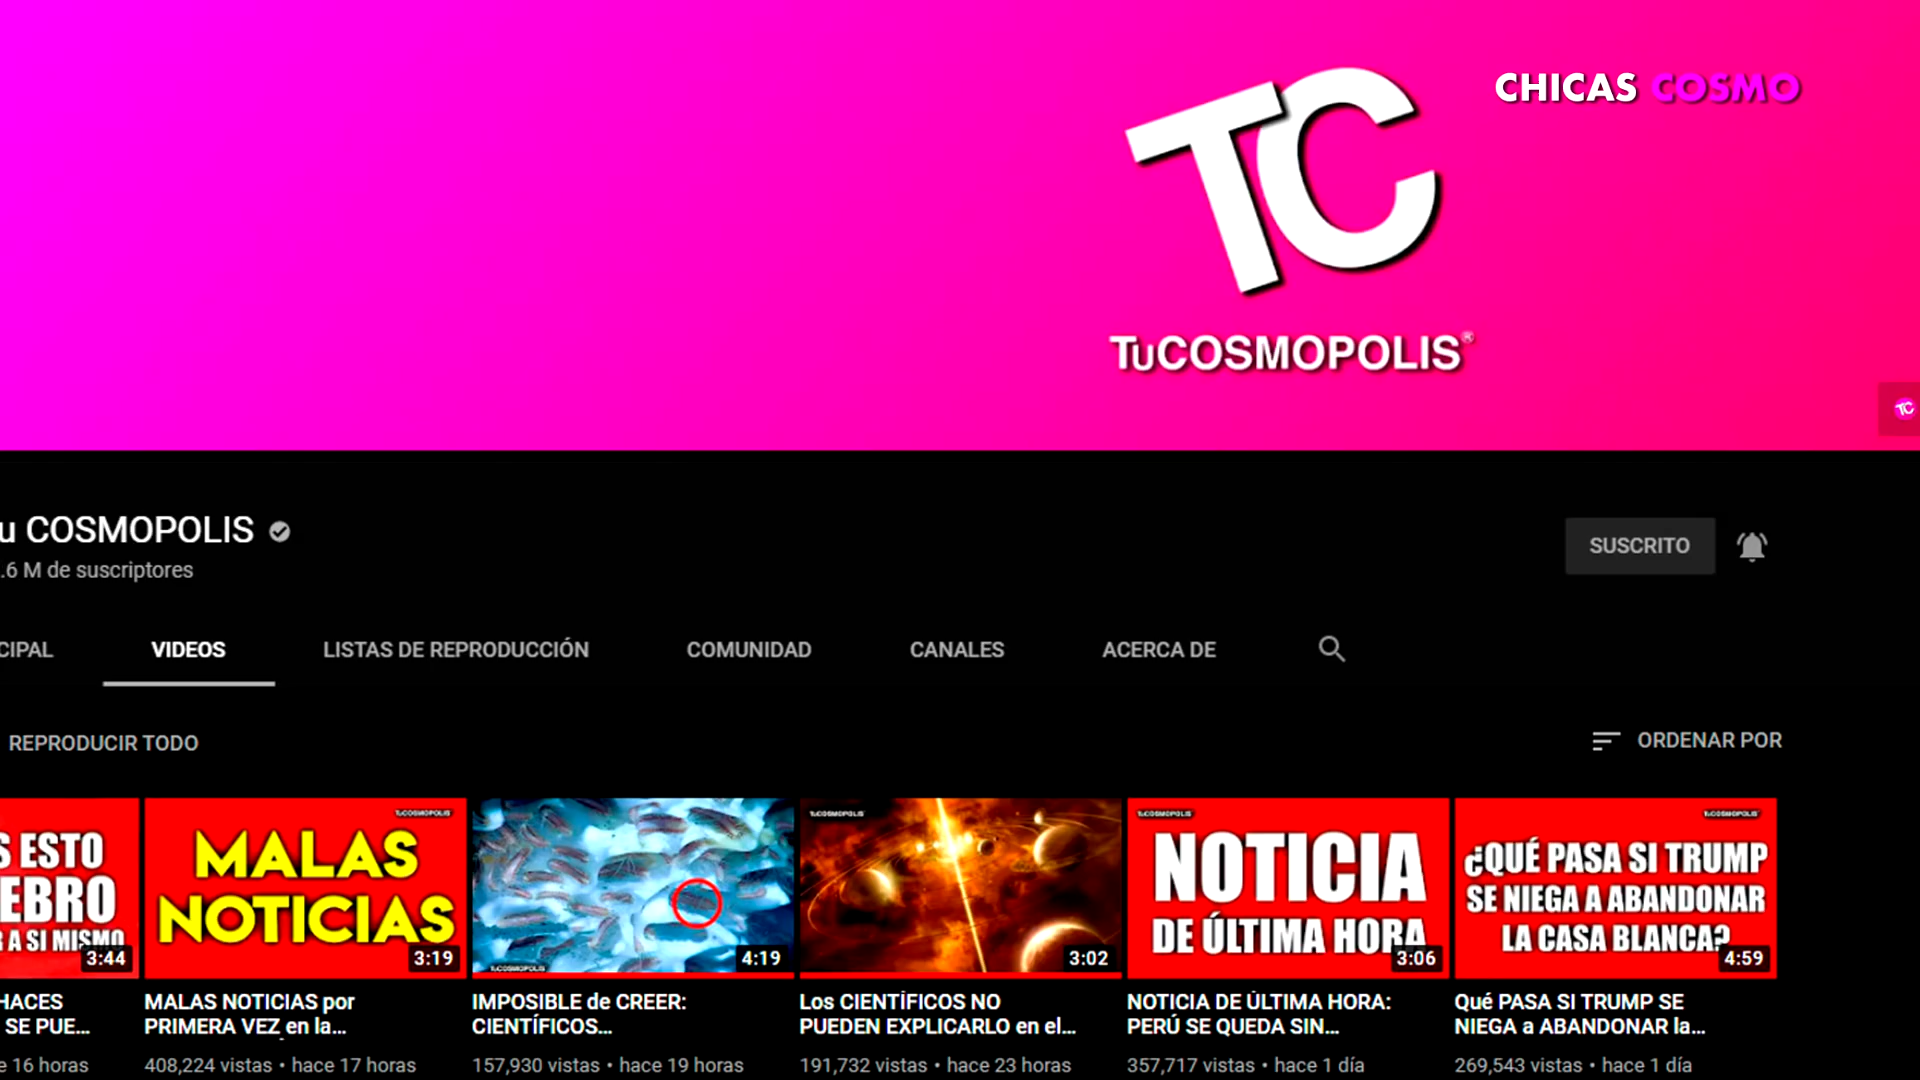 CHICAS COSMO
TC
TuCOSMOPOLIS®
TC
u COSMOPOLIS
.6 M de suscriptores
SUSCRITO
CIPAL
VIDEOS
LISTAS DE REPRODUCCIÓN
COMUNIDAD
CANALES
ACERCA DE
REPRODUCIR TODO
ORDENAR POR
S ESTO
EBRO
R A SI MISMO
3:44
TuCOSMOPOLIS
MALAS
NOTICIAS
3:19
TuCOSMOPOLIS
4:19
TuCOSMOPOLIS
3:02
TuCOSMOPOLIS
NOTICIA
DE ÚLTIMA HORA
3:06
TuCOSMOPOLIS
¿QUÉ PASA SI TRUMP
SE NIEGA A ABANDONAR
LA CASA BLANCA?
4:59
HACES
SE PUE...
e 16 horas
MALAS NOTICIAS por
PRIMERA VEZ en la...
408,224 vistas • hace 17 horas
IMPOSIBLE de CREER:
CIENTÍFICOS...
157,930 vistas • hace 19 horas
Los CIENTÍFICOS NO
PUEDEN EXPLICARLO en el...
191,732 vistas • hace 23 horas
NOTICIA DE ÚLTIMA HORA:
PERÚ SE QUEDA SIN...
357,717 vistas • hace 1 día
Qué PASA SI TRUMP SE
NIEGA a ABANDONAR la...
269,543 vistas • hace 1 día